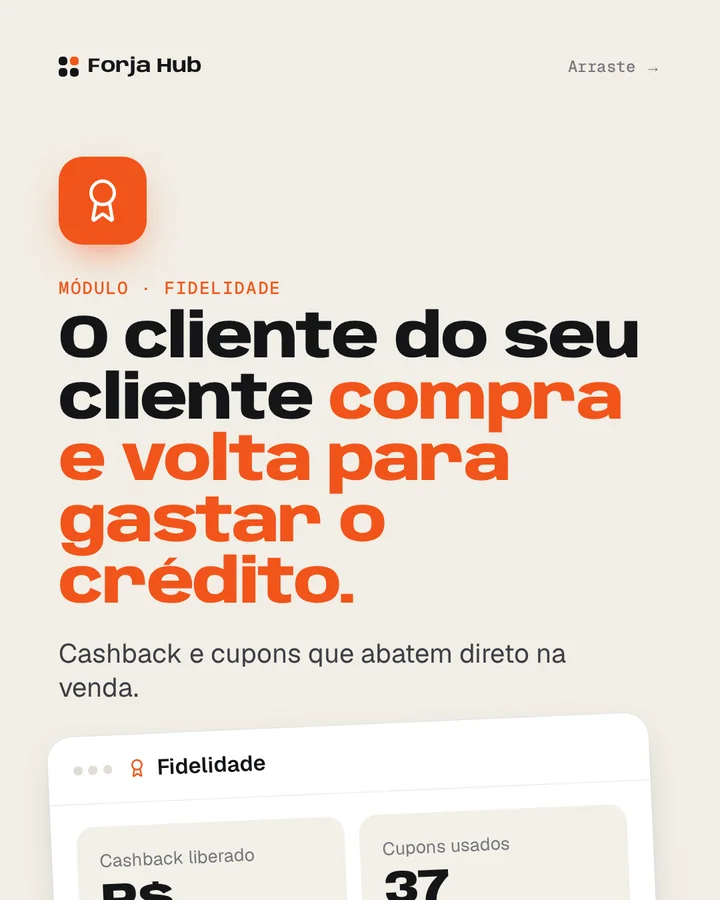 Forja Hub
Arraste →
MÓDULO · FIDELIDADE
O cliente do seu
cliente compra
e volta para
gastar o
crédito.
Cashback e cupons que abatem direto na
venda.
Fidelidade
Cashback liberado
Cupons usados
R$
37